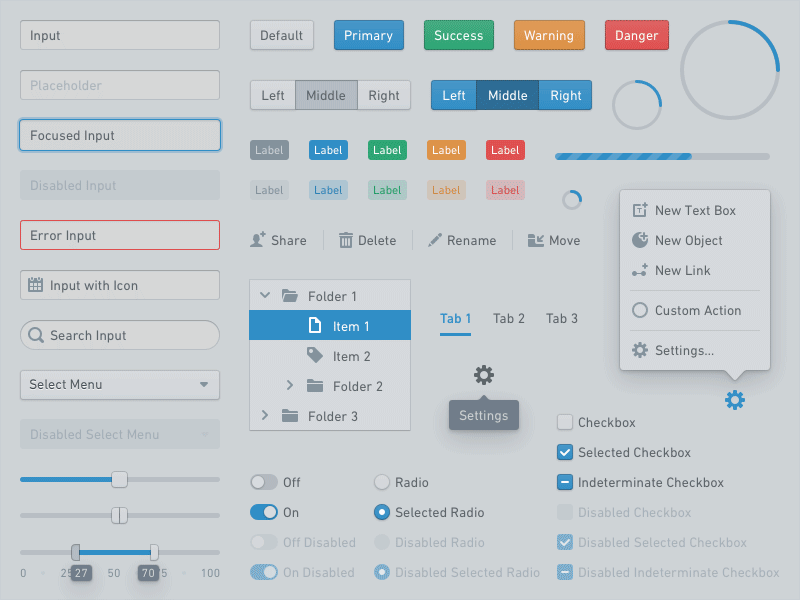 Input
Placeholder
Focused Input
Disabled Input
Error Input
Input with Icon
Search Input
Select Menu
Disabled Select Menu
0 25 27 50 70 75 100
Default Primary Success Warning Danger
Left Middle Right Left Middle Right
Label Label Label Label Label
Label Label Label Label Label
Share Delete Rename Move
Folder 1
Item 1
Item 2
Folder 2
Folder 3
Tab 1 Tab 2 Tab 3
Settings
New Text Box
New Object
New Link
Custom Action
Settings...
Off
On
Off Disabled
On Disabled
Radio
Selected Radio
Disabled Radio
Disabled Selected Radio
Checkbox
Selected Checkbox
Indeterminate Checkbox
Disabled Checkbox
Disabled Selected Checkbox
Disabled Indeterminate Checkbox